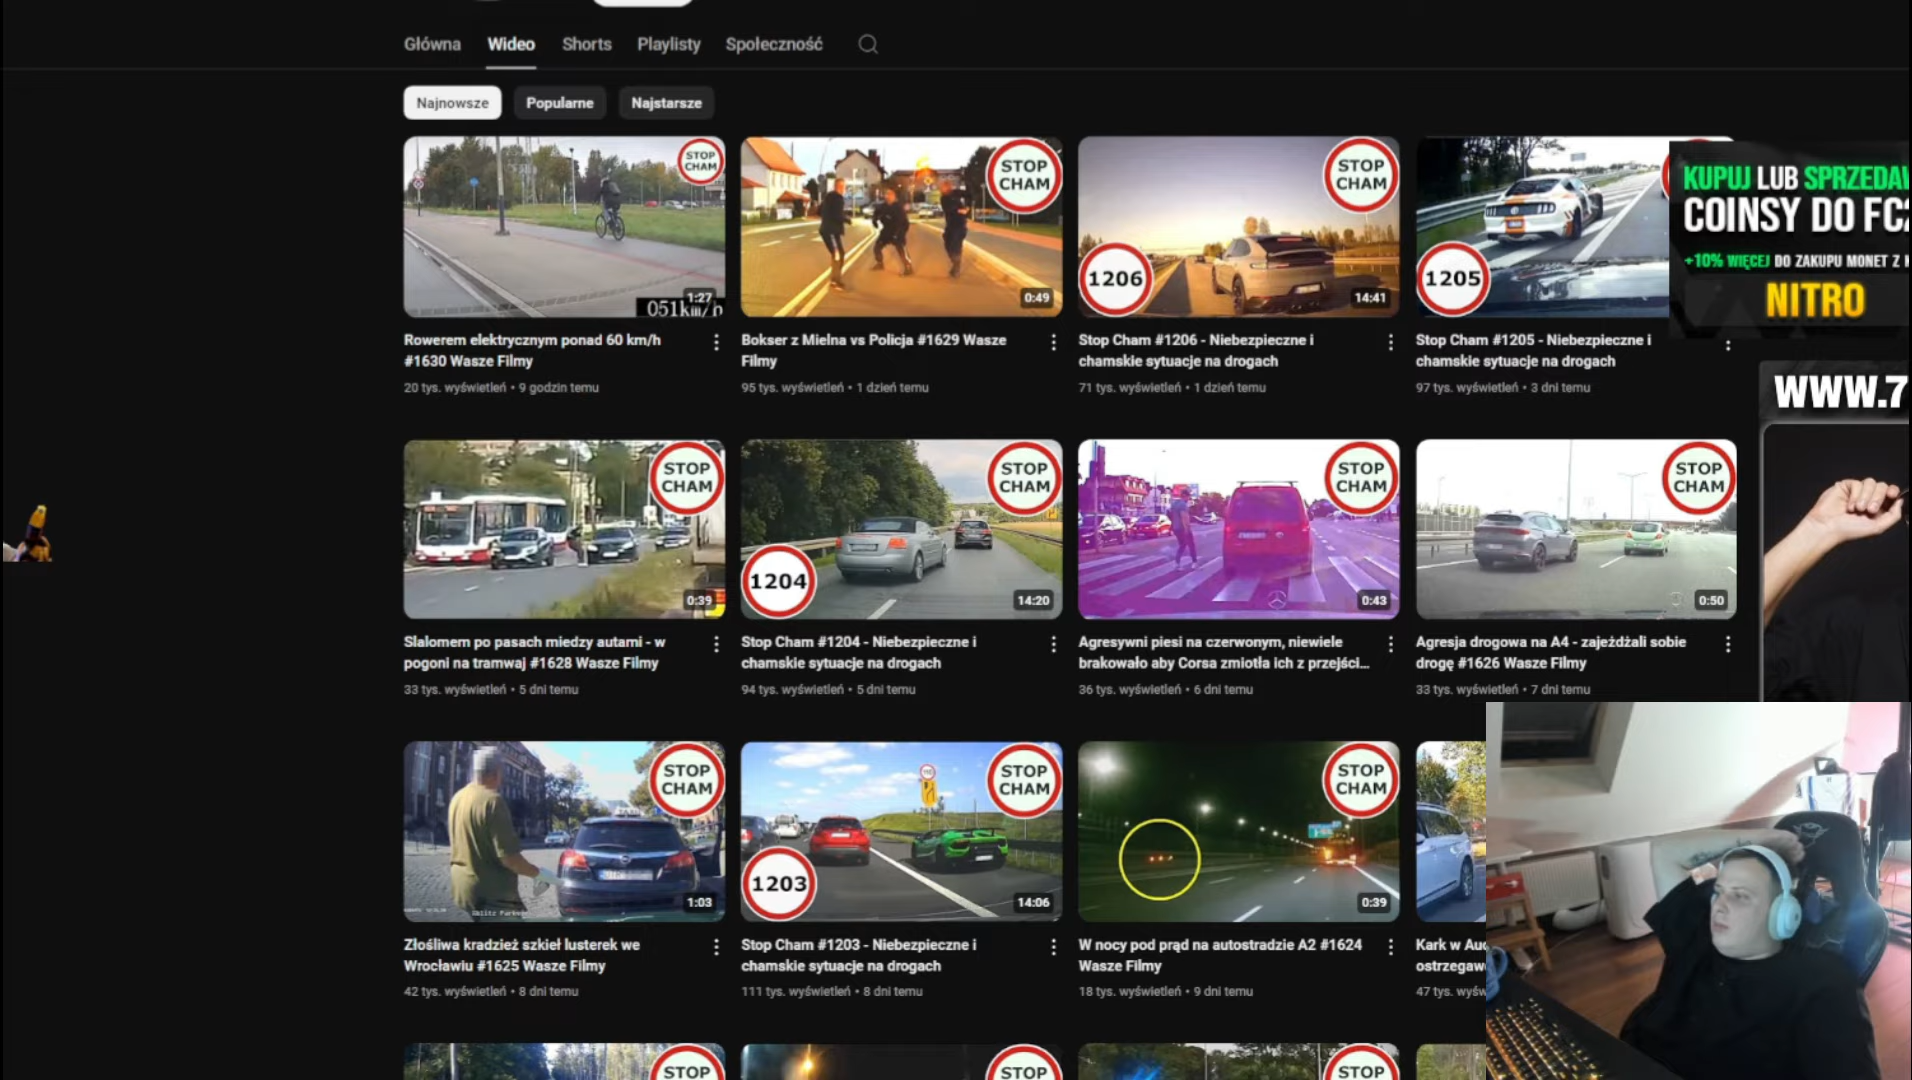 Główna Wideo Shorts Playlisty Społeczność
Najnowsze Popularne Najstarsze
STOP CHAM
051km/h
1:27
STOP CHAM
0:49
STOP CHAM
1206
14:41
1205
KUPUJ LUB SPRZEDAW
COINSY DO FC
+10% WIĘCEJ DO ZAKUPU MONET Z K
NITRO
Rowerem elektrycznym ponad 60 km/h
#1630 Wasze Filmy
20 tys. wyświetleń • 9 godzin temu
Bokser z Mielna vs Policja #1629 Wasze
Filmy
95 tys. wyświetleń • 1 dzień temu
Stop Cham #1206 - Niebezpieczne i
chamskie sytuacje na drogach
71 tys. wyświetleń • 1 dzień temu
Stop Cham #1205 - Niebezpieczne i
chamskie sytuacje na drogach
97 tys. wyświetleń • 3 dni temu
WWW.7
STOP CHAM
0:39
STOP CHAM
1204
14:20
STOP CHAM
0:43
STOP CHAM
0:50
Slalomem po pasach miedzy autami - w
pogoni na tramwaj #1628 Wasze Filmy
33 tys. wyświetleń • 5 dni temu
Stop Cham #1204 - Niebezpieczne i
chamskie sytuacje na drogach
94 tys. wyświetleń • 5 dni temu
Agresywni piesi na czerwonym, niewiele
brakowało aby Corsa zmiotła ich z przejści...
36 tys. wyświetleń • 6 dni temu
Agresja drogowa na A4 - zajeżdżali sobie
drogę #1626 Wasze Filmy
33 tys. wyświetleń • 7 dni temu
STOP CHAM
1:03
STOP CHAM
1203
14:06
STOP CHAM
0:39
Złośliwa kradzież szkieł lusterek we
Wrocławiu #1625 Wasze Filmy
42 tys. wyświetleń • 8 dni temu
Stop Cham #1203 - Niebezpieczne i
chamskie sytuacje na drogach
111 tys. wyświetleń • 8 dni temu
W nocy pod prąd na autostradzie A2 #1624
Wasze Filmy
18 tys. wyświetleń • 9 dni temu
Kark w Aud
ostrzegaw
47 tys. wyśw
STOP
STOP
STOP